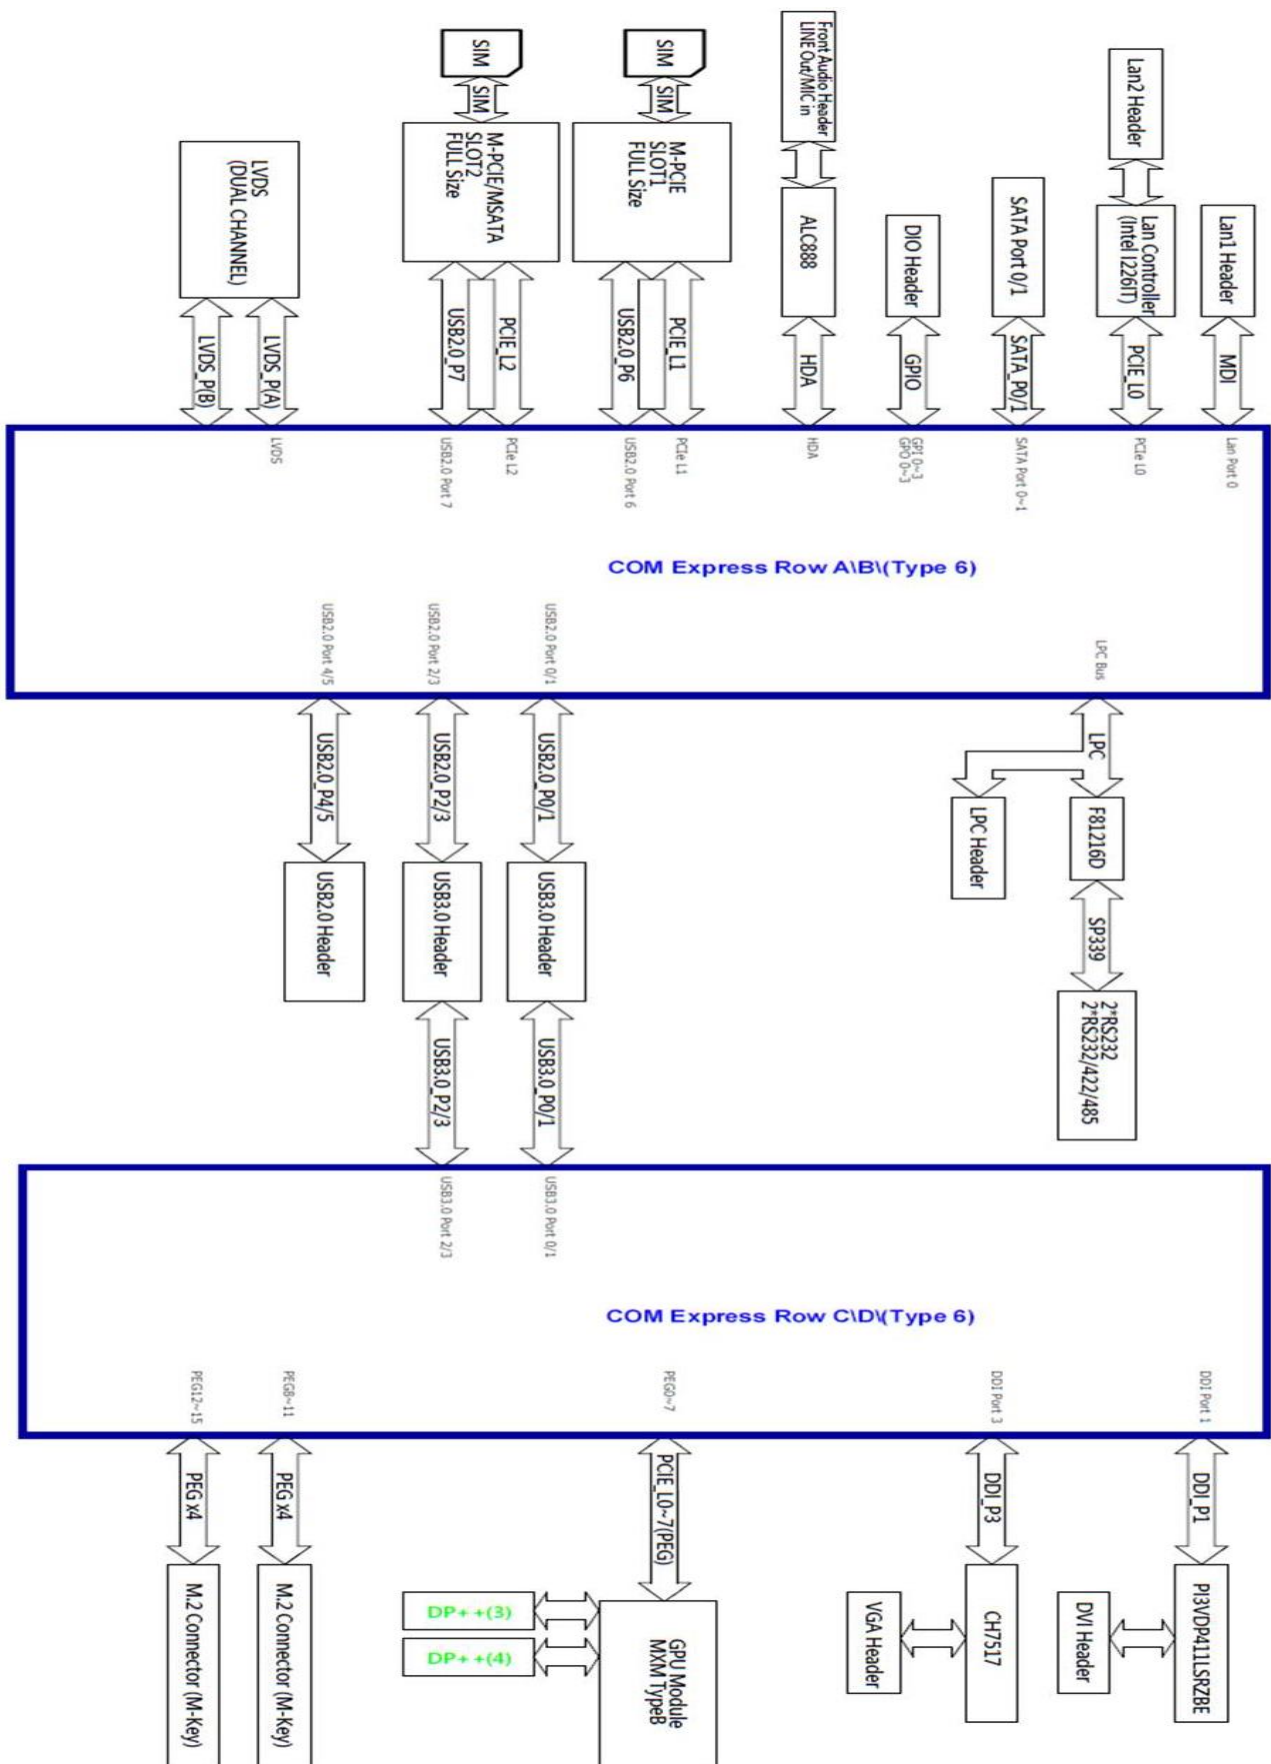 SIM
SIM
SIM
SIM
Front Audio Header
LINE Out/MIC in
Lan2 Header
LVDS
(DUAL CHANNEL)
M-PCIE/MSATA
SLOT2
FULL Size
M-PCIE
SLOT1
FULL Size
ALC888
DIO Header
SATA Port 0/1
Lan Controller
(Intel I226IT)
Lan1 Header
LVDS_P(B)
LVDS_P(A)
USB2.0_P7
PCIE_L2
USB2.0_P6
PCIE_L1
HDA
GPIO
SATA_P0/1
PCIE_L0
MDI
LVDS
USB2.0 Port 7
PCIe L2
USB2.0 Port 6
PCIe L1
HDA
GPI 0~3
GPO 0~3
SATA Port 0~1
PCIe L0
Lan Port 0
COM Express Row A\B\(Type 6)
USB2.0 Port 4/5
USB2.0 Port 2/3
USB2.0 Port 0/1
LPC Bus
USB2.0_P4/5
USB2.0_P2/3
USB2.0_P0/1
LPC
LPC Header
F81216D
USB2.0 Header
USB3.0 Header
USB3.0 Header
SP339
2*RS232
2*RS232/422/485
USB3.0_P2/3
USB3.0_P0/1
USB3.0 Port 2/3
USB3.0 Port 0/1
COM Express Row C\D\(Type 6)
PEG12~15
PEG8~11
PEG0~7
DDI Port 3
DDI Port 1
PEG x4
PEG x4
PCIE_L0~7(PEG)
DDI_P3
DDI_P1
M.2 Connector (M-Key)
M.2 Connector (M-Key)
DP++(3)
DP++(4)
GPU Module
MXM TypeB
VGA Header
CH7517
DVI Header
PI3VDP411LSRZBE